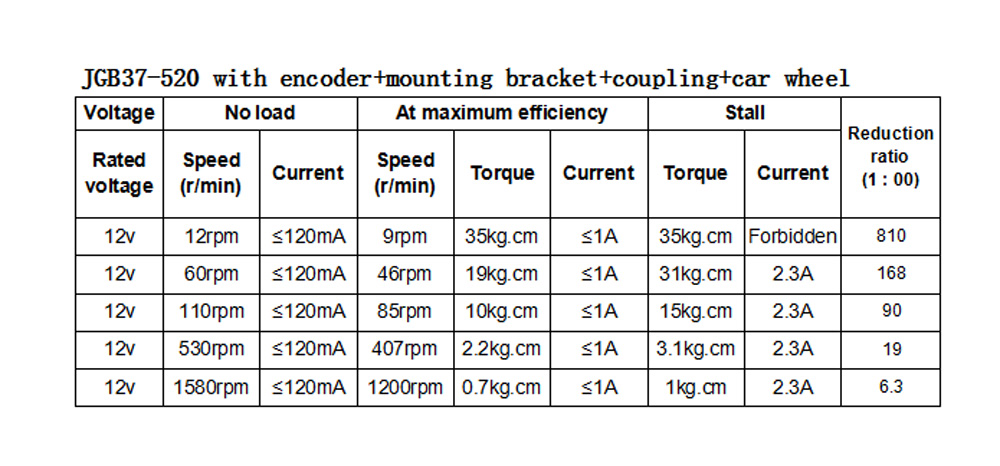 JGB37-520 with encoder+mounting bracket+coupling+car wheel
Voltage No load At maximum efficiency Stall Reduction ratio (1 : 00)
Rated voltage Speed (r/min) Current Speed (r/min) Torque Current Torque Current
12v 12rpm ≤120mA 9rpm 35kg.cm ≤1A 35kg.cm Forbidden 810
12v 60rpm ≤120mA 46rpm 19kg.cm ≤1A 31kg.cm 2.3A 168
12v 110rpm ≤120mA 85rpm 10kg.cm ≤1A 15kg.cm 2.3A 90
12v 530rpm ≤120mA 407rpm 2.2kg.cm ≤1A 3.1kg.cm 2.3A 19
12v 1580rpm ≤120mA 1200rpm 0.7kg.cm ≤1A 1kg.cm 2.3A 6.3